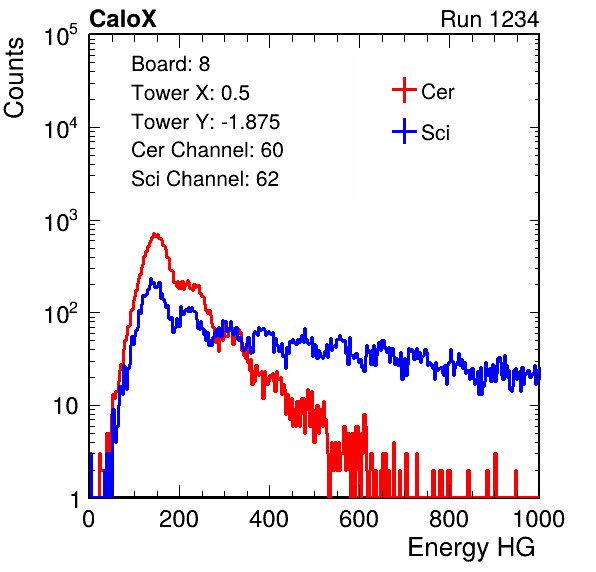 CaloX Run 1234
Counts
10^5
10^4
10^3
10^2
10
1
Board: 8
Tower X: 0.5
Tower Y: -1.875
Cer Channel: 60
Sci Channel: 62
Cer
Sci
0 200 400 600 800 1000
Energy HG